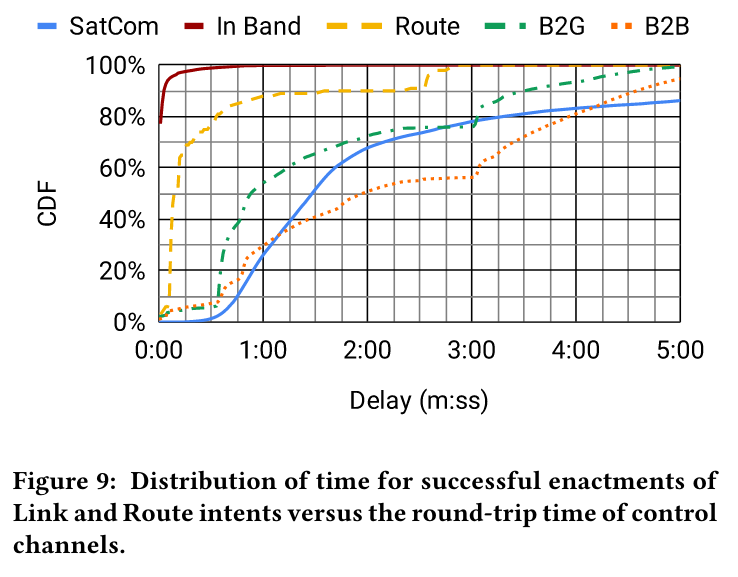 SatCom In Band Route B2G B2B
100%
80%
60%
40%
20%
0%
CDF
0:00 1:00 2:00 3:00 4:00 5:00
Delay (m:ss)
Figure 9: Distribution of time for successful enactments of
Link and Route intents versus the round-trip time of control
channels.